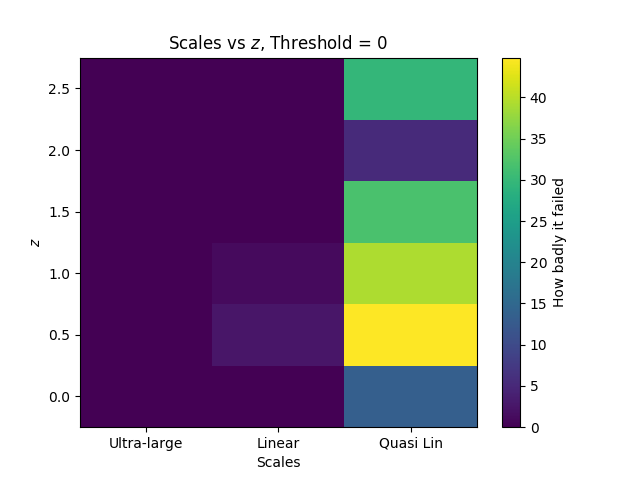 Scales vs z, Threshold = 0
2.5
2.0
1.5
1.0
0.5
0.0
z
Ultra-large
Linear
Quasi Lin
Scales
40
35
30
25
20
15
10
5
0
How badly it failed